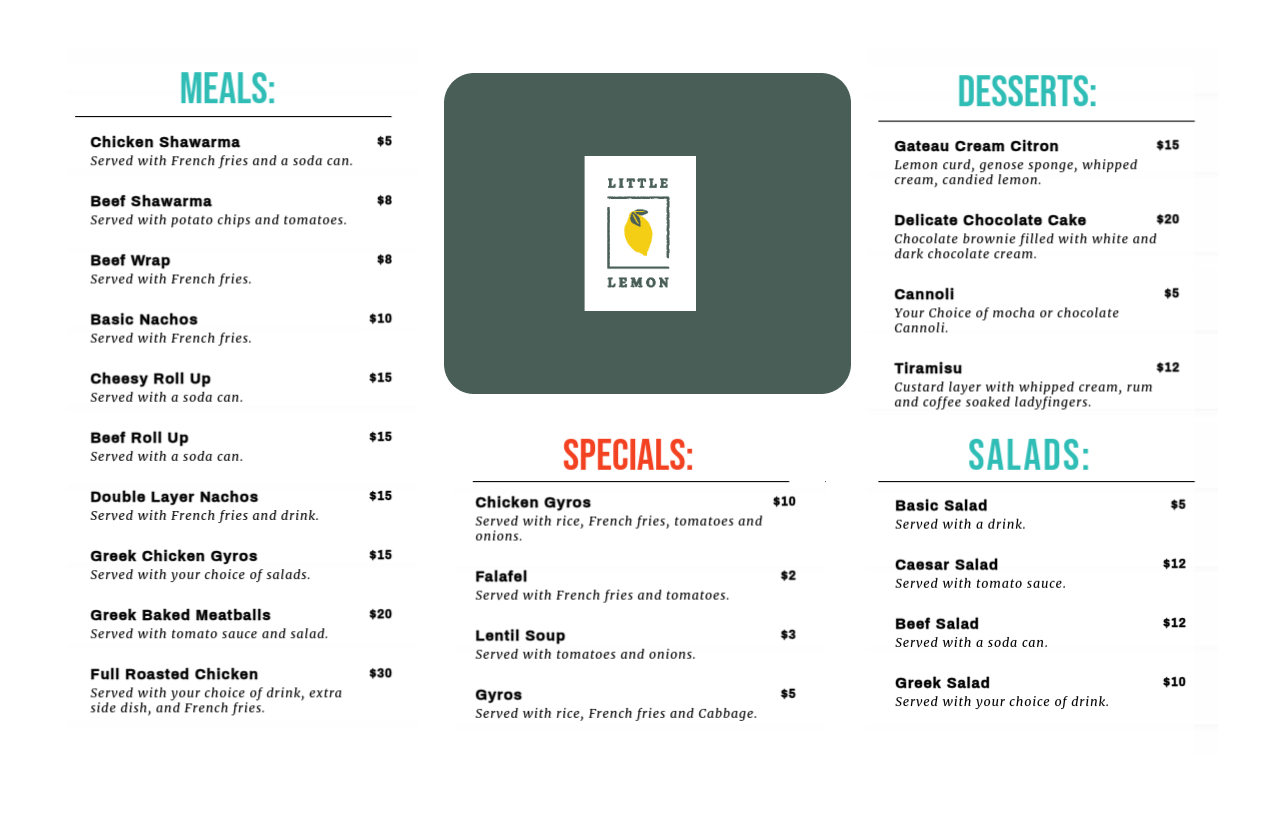 MEALS:
Chicken Shawarma $5
Served with French fries and a soda can.
Beef Shawarma $8
Served with potato chips and tomatoes.
Beef Wrap $8
Served with French fries.
Basic Nachos $10
Served with French fries.
Cheesy Roll Up $15
Served with a soda can.
Beef Roll Up $15
Served with a soda can.
Double Layer Nachos $15
Served with French fries and drink.
Greek Chicken Gyros $15
Served with your choice of salads.
Greek Baked Meatballs $20
Served with tomato sauce and salad.
Full Roasted Chicken $30
Served with your choice of drink, extra
side dish, and French fries.
LITTLE
LEMON
SPECIALS:
Chicken Gyros $10
Served with rice, French fries, tomatoes and
onions.
Falafel $2
Served with French fries and tomatoes.
Lentil Soup $3
Served with tomatoes and onions.
Gyros $5
Served with rice, French fries and Cabbage.
DESSERTS:
Gateau Cream Citron $15
Lemon curd, genose sponge, whipped
cream, candied lemon.
Delicate Chocolate Cake $20
Chocolate brownie filled with white and
dark chocolate cream.
Cannoli $5
Your Choice of mocha or chocolate
Cannoli.
Tiramisu $12
Custard layer with whipped cream, rum
and coffee soaked ladyfingers.
SALADS:
Basic Salad $5
Served with a drink.
Caesar Salad $12
Served with tomato sauce.
Beef Salad $12
Served with a soda can.
Greek Salad $10
Served with your choice of drink.